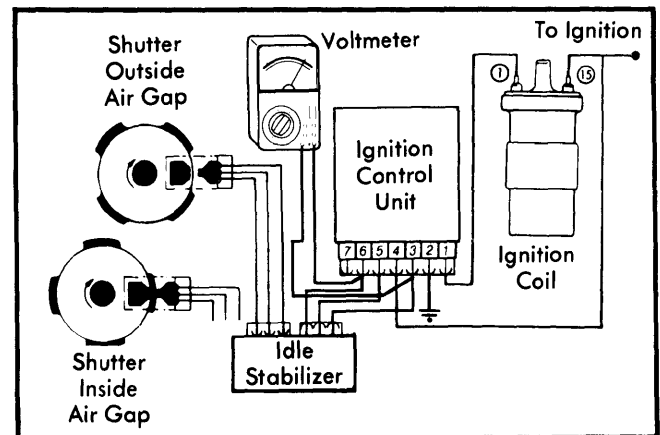 Shutter
Outside
Air Gap
Voltmeter
To Ignition
1
15
Ignition
Control
Unit
7 6 5 4 3 2 1
Ignition
Coil
Shutter
Inside
Air Gap
Idle
Stabilizer